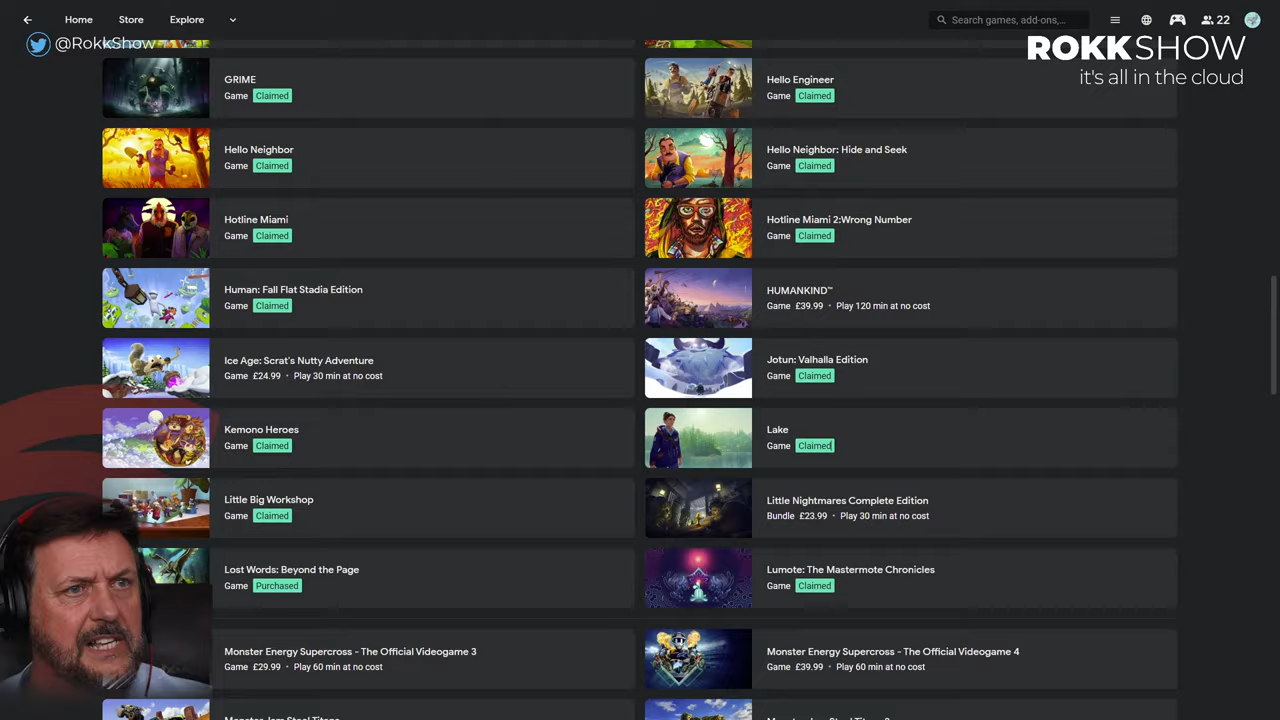 Home Store Explore
Search games, add-ons,...
22
@RokkShow
ROKKSHOW
it's all in the cloud
GRIME
Game Claimed
Hello Engineer
Game Claimed
Hello Neighbor
Game Claimed
Hello Neighbor: Hide and Seek
Game Claimed
Hotline Miami
Game Claimed
Hotline Miami 2:Wrong Number
Game Claimed
Human: Fall Flat Stadia Edition
Game Claimed
HUMANKIND™
Game £39.99 • Play 120 min at no cost
Ice Age: Scrat's Nutty Adventure
Game £24.99 • Play 30 min at no cost
Jotun: Valhalla Edition
Game Claimed
Kemono Heroes
Game Claimed
Lake
Game Claimed
Little Big Workshop
Game Claimed
Little Nightmares Complete Edition
Bundle £23.99 • Play 30 min at no cost
Lost Words: Beyond the Page
Game Purchased
Lumote: The Mastermote Chronicles
Game Claimed
Monster Energy Supercross - The Official Videogame 3
Game £29.99 • Play 60 min at no cost
Monster Energy Supercross - The Official Videogame 4
Game £39.99 • Play 60 min at no cost